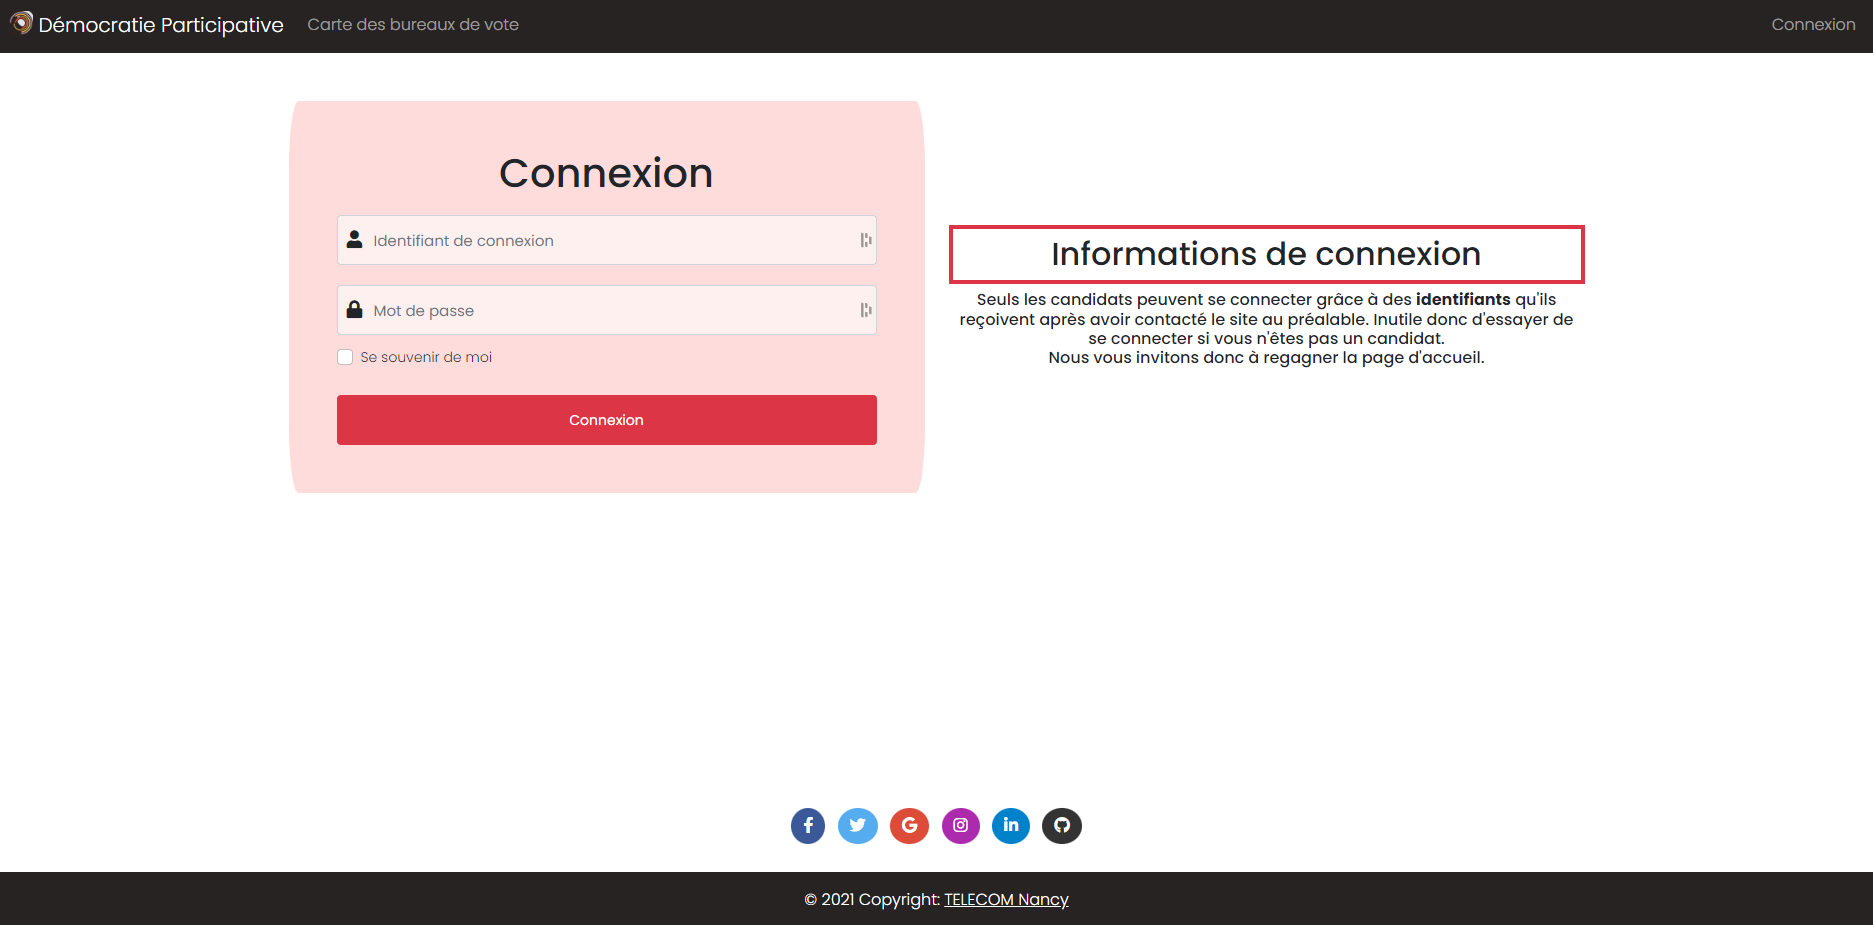 Démocratie Participative
Carte des bureaux de vote
Connexion
Connexion
Identifiant de connexion
Mot de passe
Se souvenir de moi
Connexion
Informations de connexion
Seuls les candidats peuvent se connecter grâce à des identifiants qu'ils
reçoivent après avoir contacté le site au préalable. Inutile donc d'essayer de
se connecter si vous n'êtes pas un candidat.
Nous vous invitons donc à regagner la page d'accueil.
© 2021 Copyright: TELECOM Nancy